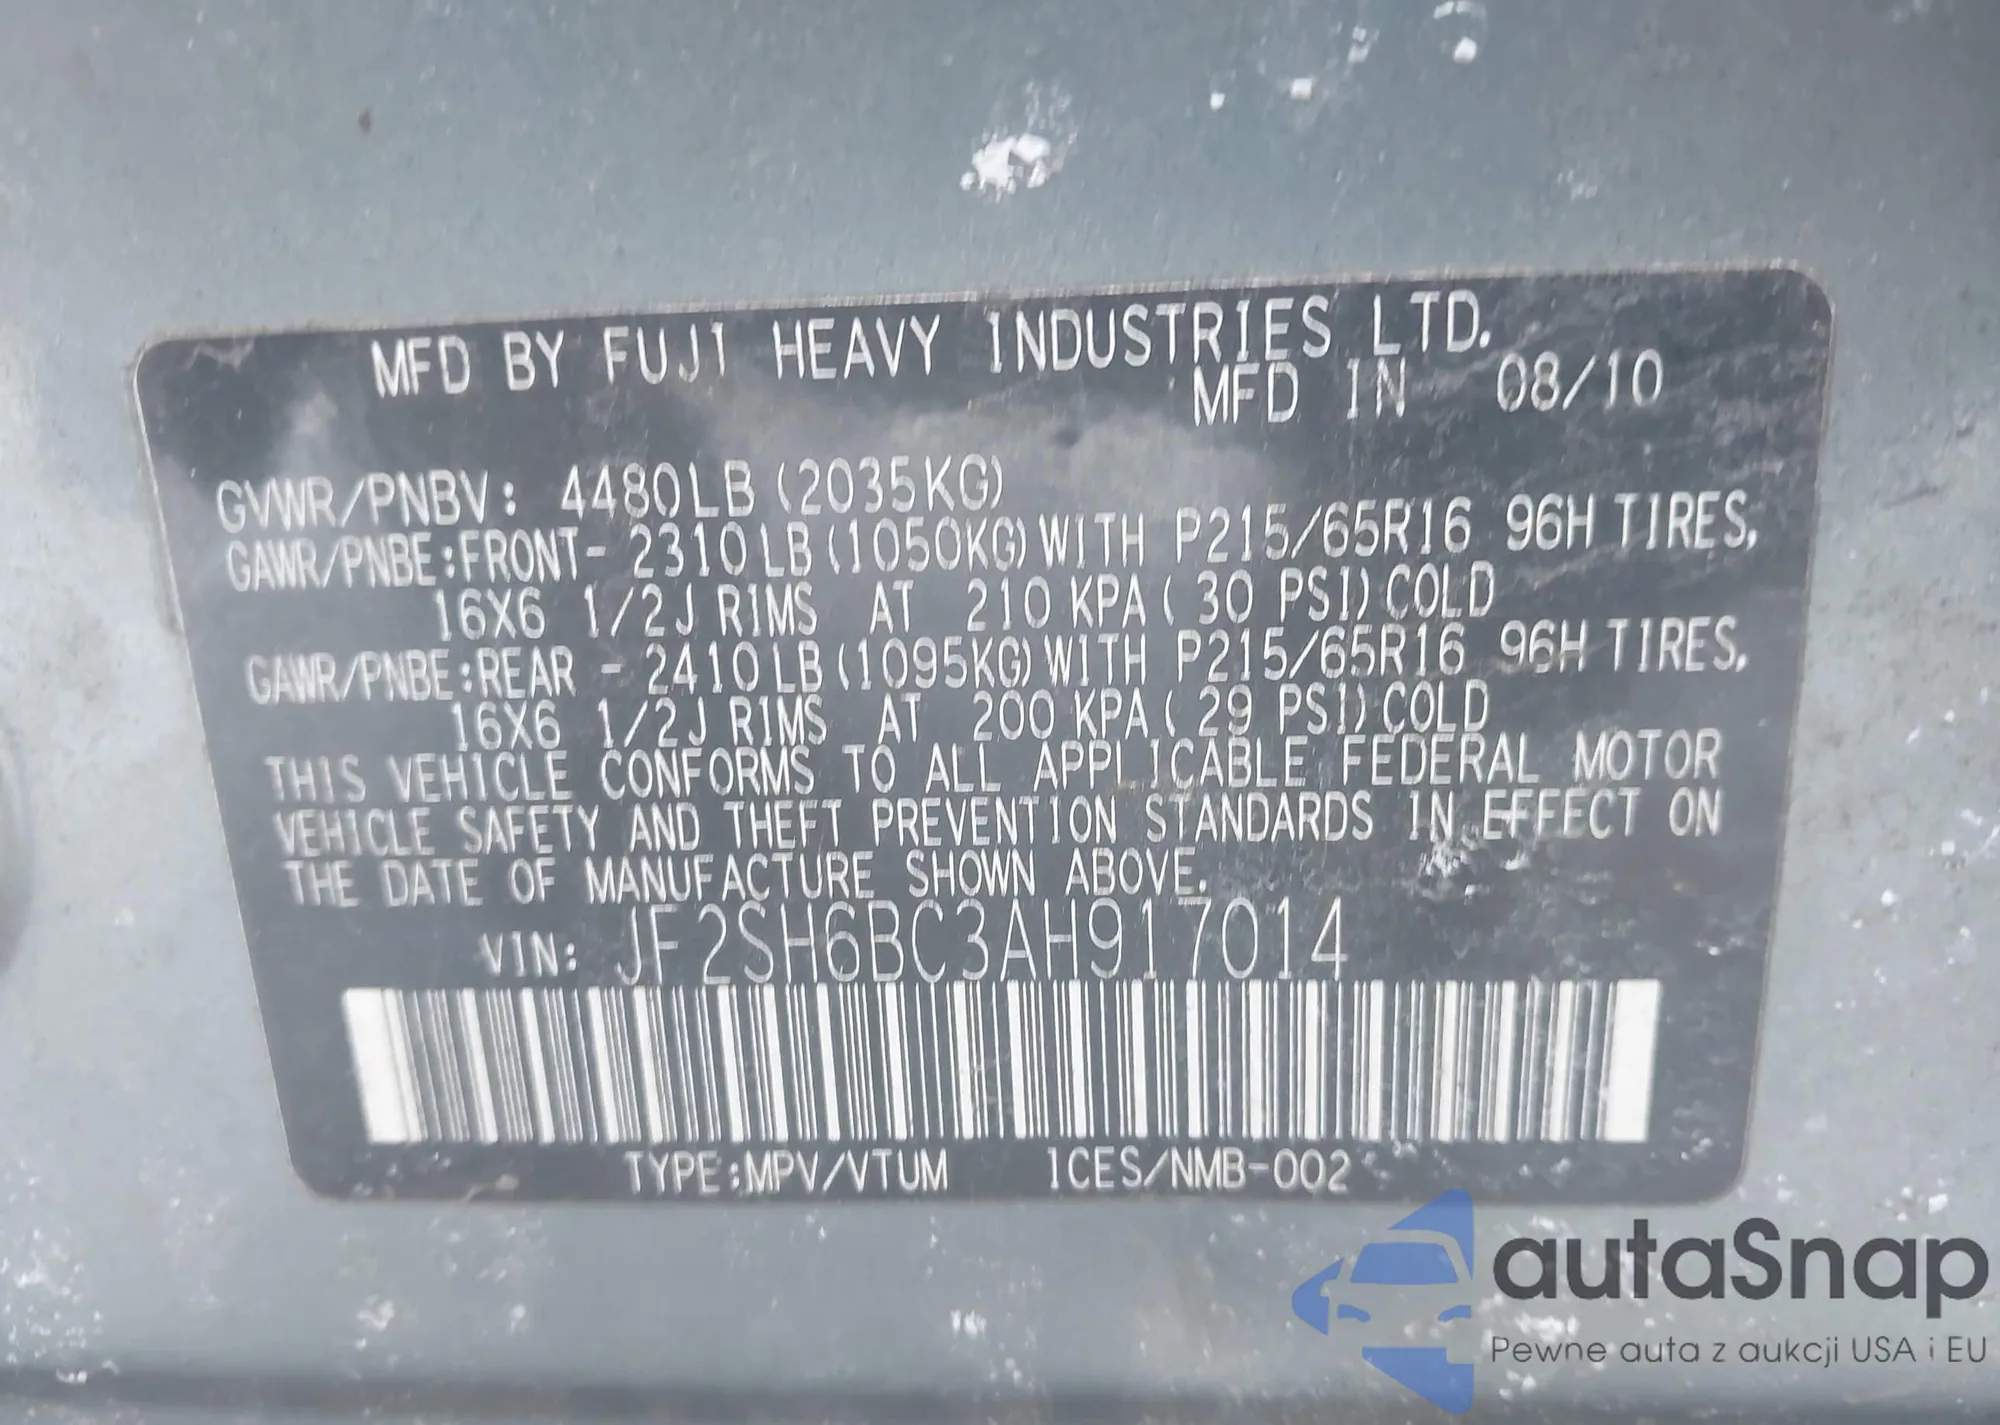 MFD BY FUJI HEAVY INDUSTRIES LTD.
MFD IN 08/10
GVWR/PNBV: 4480LB (2035KG)
GAWR/PNBE:FRONT- 2310LB (1050KG) WITH P215/65R16 96H TIRES,
16X6 1/2J RIMS AT 210 KPA ( 30 PSI) COLD
GAWR/PNBE:REAR - 2410LB (1095KG) WITH P215/65R16 96H TIRES,
16X6 1/2J RIMS AT 200 KPA ( 29 PSI) COLD
THIS VEHICLE CONFORMS TO ALL APPLICABLE FEDERAL MOTOR
VEHICLE SAFETY AND THEFT PREVENTION STANDARDS IN EFFECT ON
THE DATE OF MANUFACTURE SHOWN ABOVE.
VIN: JF2SH6BC3AH917014
TYPE:MPV/VTUM ICES/NMB-002
autaSnap
Pewne auta z aukcji USA i EU